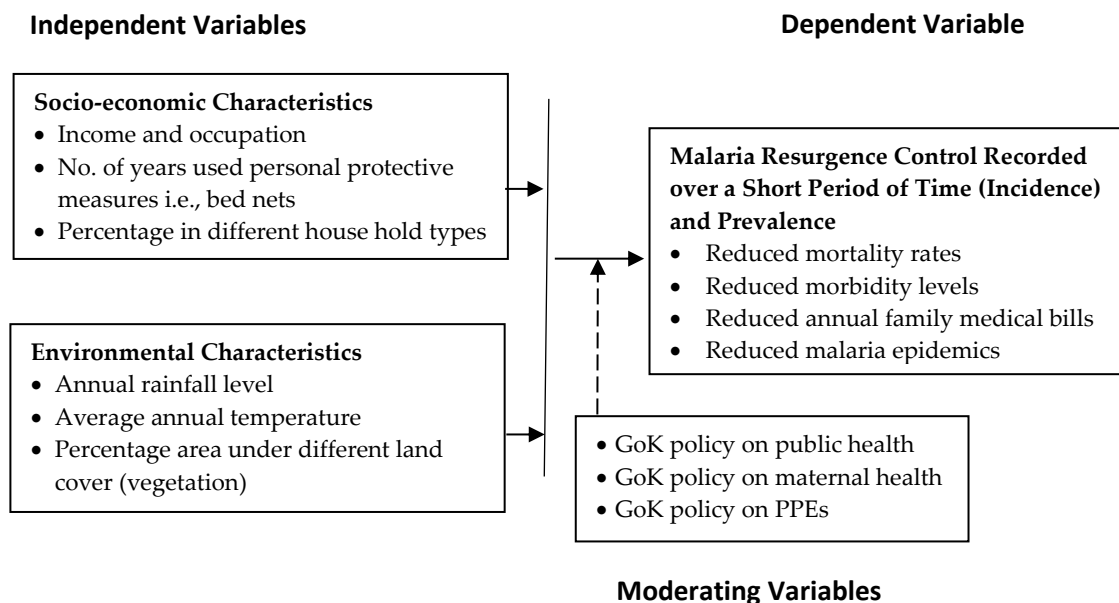 Independent Variables
Dependent Variable
Socio-economic Characteristics
• Income and occupation
• No. of years used personal protective
measures i.e., bed nets
• Percentage in different house hold types
Malaria Resurgence Control Recorded
over a Short Period of Time (Incidence)
and Prevalence
• Reduced mortality rates
• Reduced morbidity levels
• Reduced annual family medical bills
• Reduced malaria epidemics
Environmental Characteristics
• Annual rainfall level
• Average annual temperature
• Percentage area under different land
cover (vegetation)
• GoK policy on public health
• GoK policy on maternal health
• GoK policy on PPEs
Moderating Variables